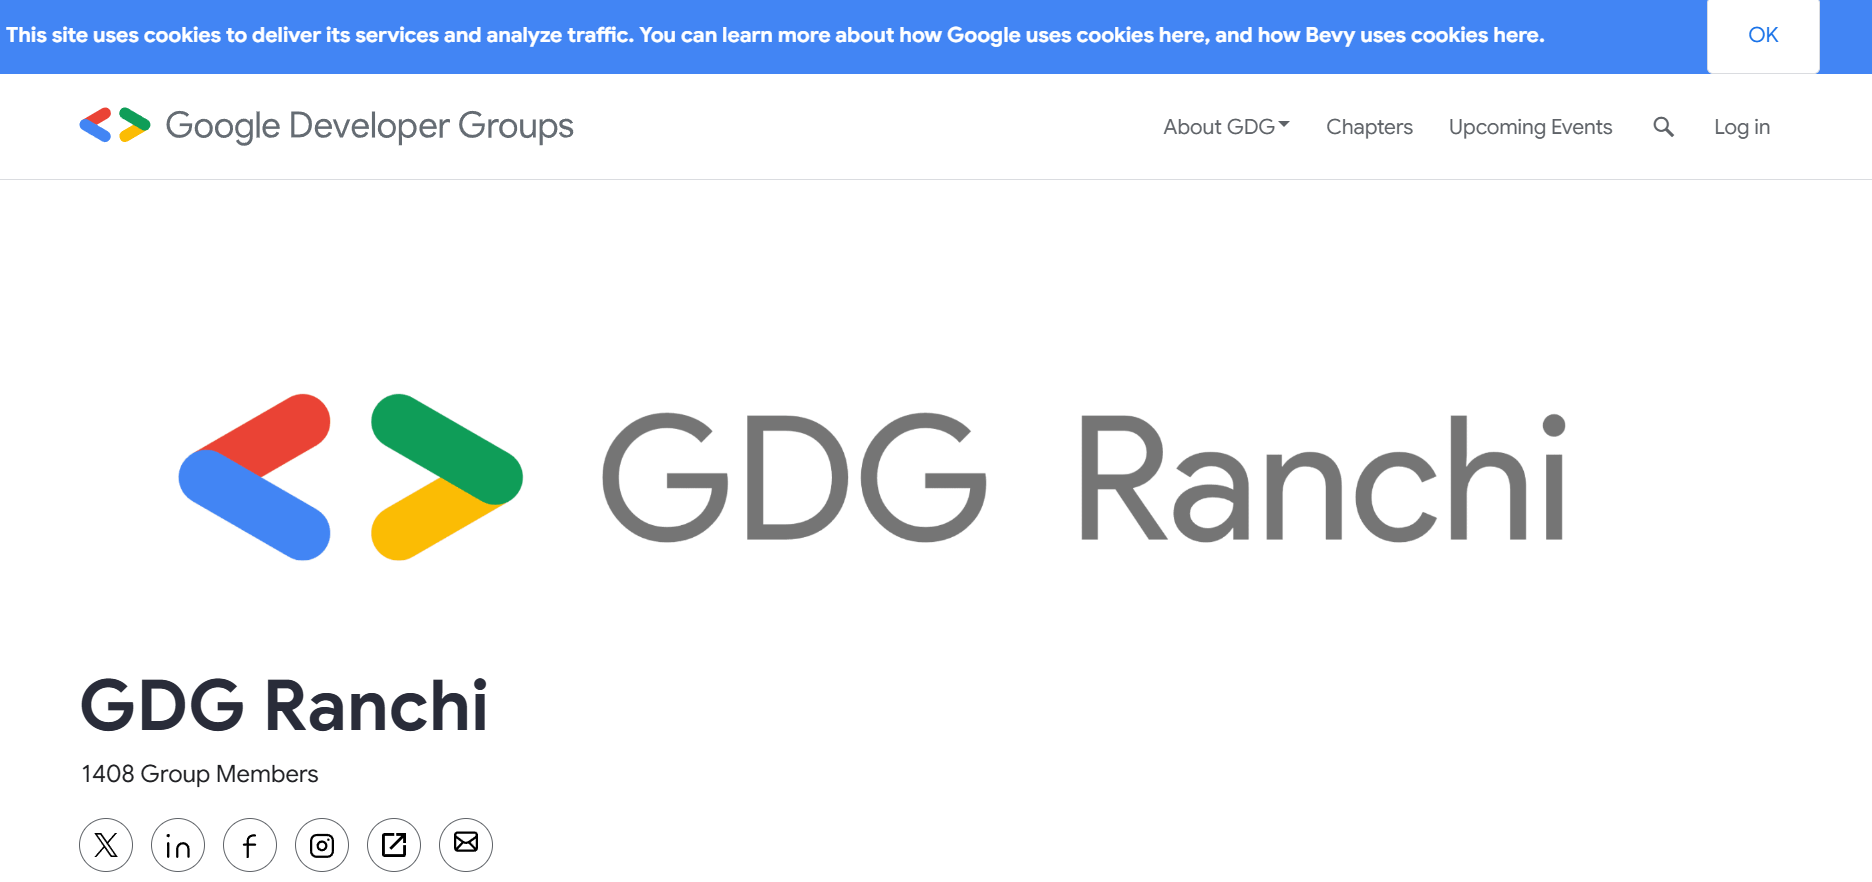 This site uses cookies to deliver its services and analyze traffic. You can learn more about how Google uses cookies here, and how Bevy uses cookies here.
OK
Google Developer Groups
About GDG
Chapters
Upcoming Events
Log in
GDG Ranchi
GDG Ranchi
1408 Group Members